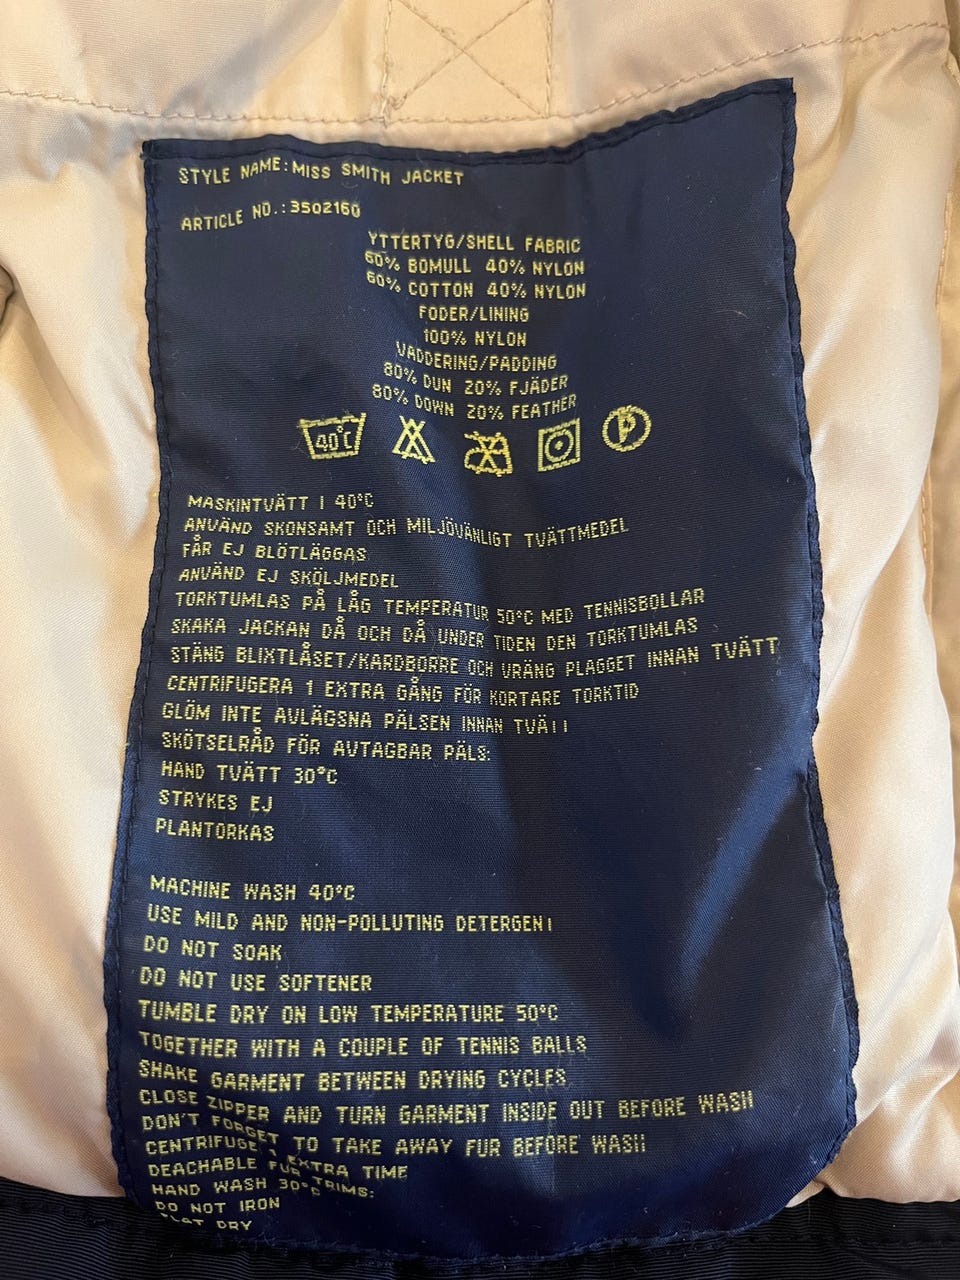 STYLE NAME: MISS SMITH JACKET
ARTICLE NO.: 3502160
YTTERTYG/SHELL FABRIC
60% BOMULL 40% NYLON
60% COTTON 40% NYLON
FODER/LINING
100% NYLON
VADDERING/PADDING
80% DUN 20% FJÄDER
80% DOWN 20% FEATHER
40°C P
MASKINTVÄTT I 40°C
ANVÄND SKONSAMT OCH MILJÖVÄNLIGT TVÄTTMEDEL
FÅR EJ BLÖTLÄGGAS
ANVÄND EJ SKÖLJMEDEL
TORKTUMLAS PÅ LÅG TEMPERATUR 50°C MED TENNISBOLLAR
SKAKA JACKAN DÅ OCH DÅ UNDER TIDEN DEN TORKTUMLAS
STÄNG BLIXTLÅSET/KARDBORRE OCH VRÄNG PLAGGET INNAN TVÄTT
CENTRIFUGERA 1 EXTRA GÅNG FÖR KORTARE TORKTID
GLÖM INTE AVLÄGSNA PÄLSEN INNAN TVÄTT
SKÖTSELRÅD FÖR AVTAGBAR PÄLS:
HAND TVÄTT 30°C
STRYKES EJ
PLANTORKAS
MACHINE WASH 40°C
USE MILD AND NON-POLLUTING DETERGENT
DO NOT SOAK
DO NOT USE SOFTENER
TUMBLE DRY ON LOW TEMPERATURE 50°C
TOGETHER WITH A COUPLE OF TENNIS BALLS
SHAKE GARMENT BETWEEN DRYING CYCLES
CLOSE ZIPPER AND TURN GARMENT INSIDE OUT BEFORE WASH
DON'T FORGET TO TAKE AWAY FUR BEFORE WASH
CENTRIFUGE 1 EXTRA TIME
DEACHABLE FUR TRIMS:
HAND WASH 30°C
DO NOT IRON
FLAT DRY